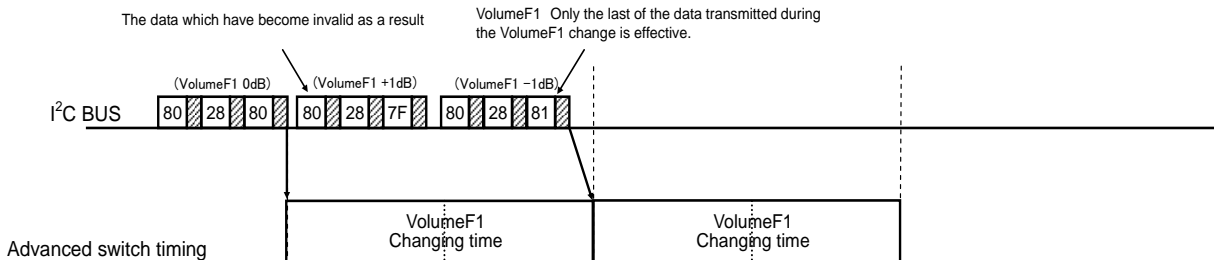 The data which have become invalid as a result
VolumeF1 Only the last of the data transmitted during
the VolumeF1 change is effective.
(VolumeF1 0dB)
(VolumeF1 +1dB)
(VolumeF1 −1dB)
I²C BUS
80 28 80
80 28 7F
80 28 81
VolumeF1
Changing time
VolumeF1
Changing time
Advanced switch timing